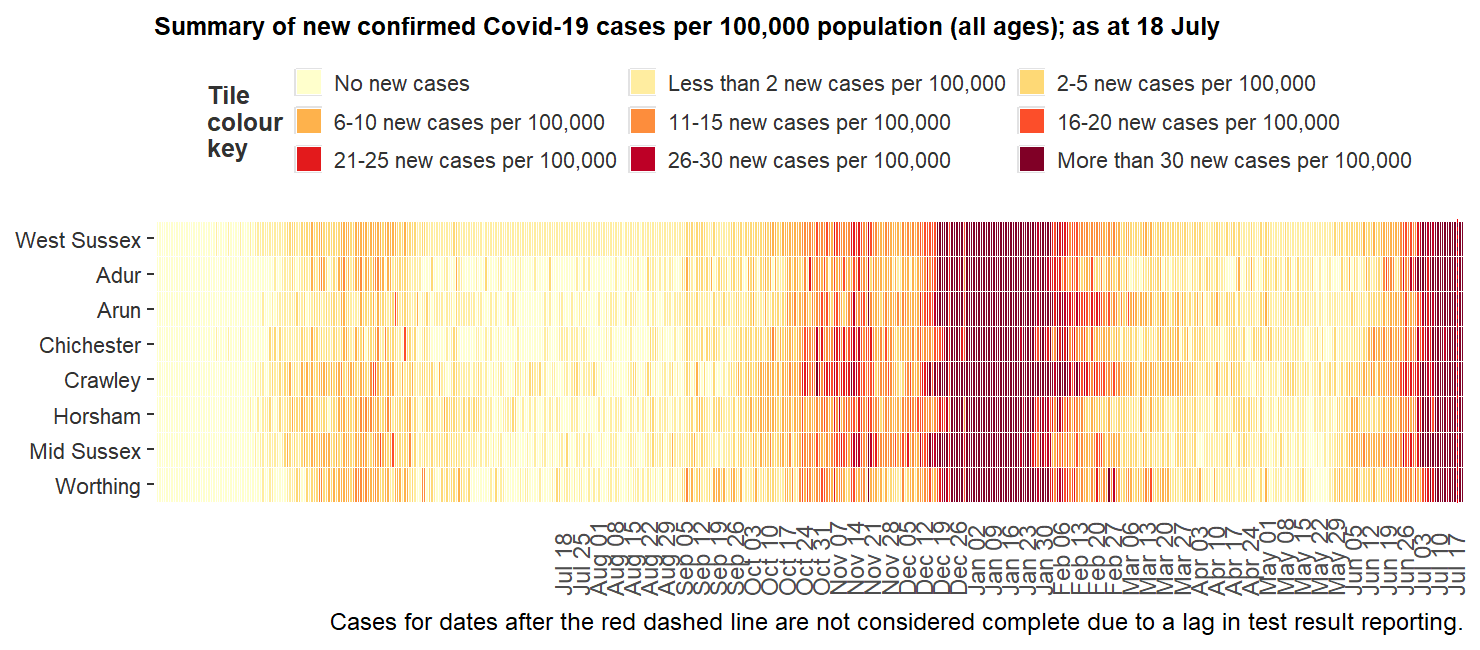 Summary of new confirmed Covid-19 cases per 100,000 population (all ages); as at 18 July
Tile
colour
key
No new cases
Less than 2 new cases per 100,000
2-5 new cases per 100,000
6-10 new cases per 100,000
11-15 new cases per 100,000
16-20 new cases per 100,000
21-25 new cases per 100,000
26-30 new cases per 100,000
More than 30 new cases per 100,000
West Sussex
Adur
Arun
Chichester
Crawley
Horsham
Mid Sussex
Worthing
Jul 18
Jul 25
Aug 01
Aug 08
Aug 15
Aug 22
Aug 29
Sep 05
Sep 12
Sep 19
Sep 26
Oct 03
Oct 10
Oct 17
Oct 24
Oct 31
Nov 07
Nov 14
Nov 21
Nov 28
Dec 05
Dec 12
Dec 19
Dec 26
Jan 02
Jan 09
Jan 16
Jan 23
Jan 30
Feb 06
Feb 13
Feb 20
Feb 27
Mar 06
Mar 13
Mar 20
Mar 27
Apr 03
Apr 10
Apr 17
Apr 24
May 01
May 08
May 15
May 22
May 29
Jun 05
Jun 12
Jun 19
Jun 26
Jul 03
Jul 10
Jul 17
Cases for dates after the red dashed line are not considered complete due to a lag in test result reporting.